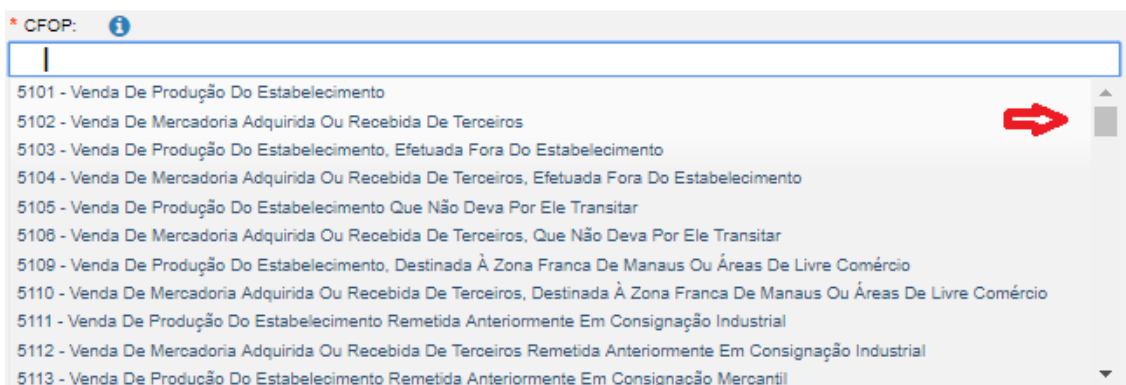 * CFOP:
5101 - Venda De Produção Do Estabelecimento
5102 - Venda De Mercadoria Adquirida Ou Recebida De Terceiros
5103 - Venda De Produção Do Estabelecimento, Efetuada Fora Do Estabelecimento
5104 - Venda De Mercadoria Adquirida Ou Recebida De Terceiros, Efetuada Fora Do Estabelecimento
5105 - Venda De Produção Do Estabelecimento Que Não Deva Por Ele Transitar
5106 - Venda De Mercadoria Adquirida Ou Recebida De Terceiros, Que Não Deva Por Ele Transitar
5109 - Venda De Produção Do Estabelecimento, Destinada À Zona Franca De Manaus Ou Áreas De Livre Comércio
5110 - Venda De Mercadoria Adquirida Ou Recebida De Terceiros, Destinada À Zona Franca De Manaus Ou Áreas De Livre Comércio
5111 - Venda De Produção Do Estabelecimento Remetida Anteriormente Em Consignação Industrial
5112 - Venda De Mercadoria Adquirida Ou Recebida De Terceiros Remetida Anteriormente Em Consignação Industrial
5113 - Venda De Produção Do Estabelecimento Remetida Anteriormente Em Consignação Mercantil